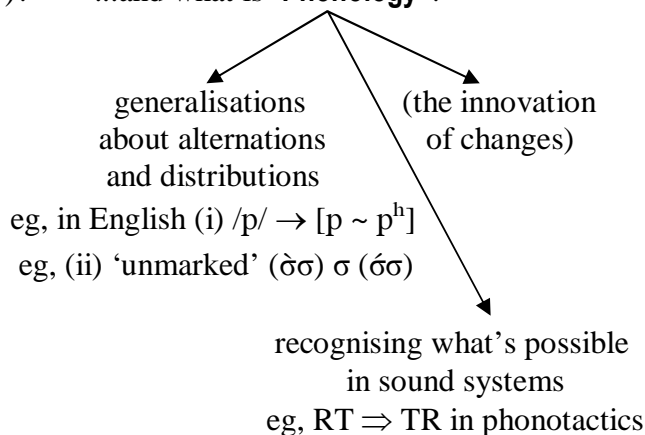 ):  ...and what is ‘Phonology’?
generalisations
about alternations
and distributions
eg, in English (i) /p/ → [p ~ pʰ]
eg, (ii) ‘unmarked’ (σ̀σ) σ (σ́σ)
(the innovation
of changes)
recognising what’s possible
in sound systems
eg, RT ⇒ TR in phonotactics